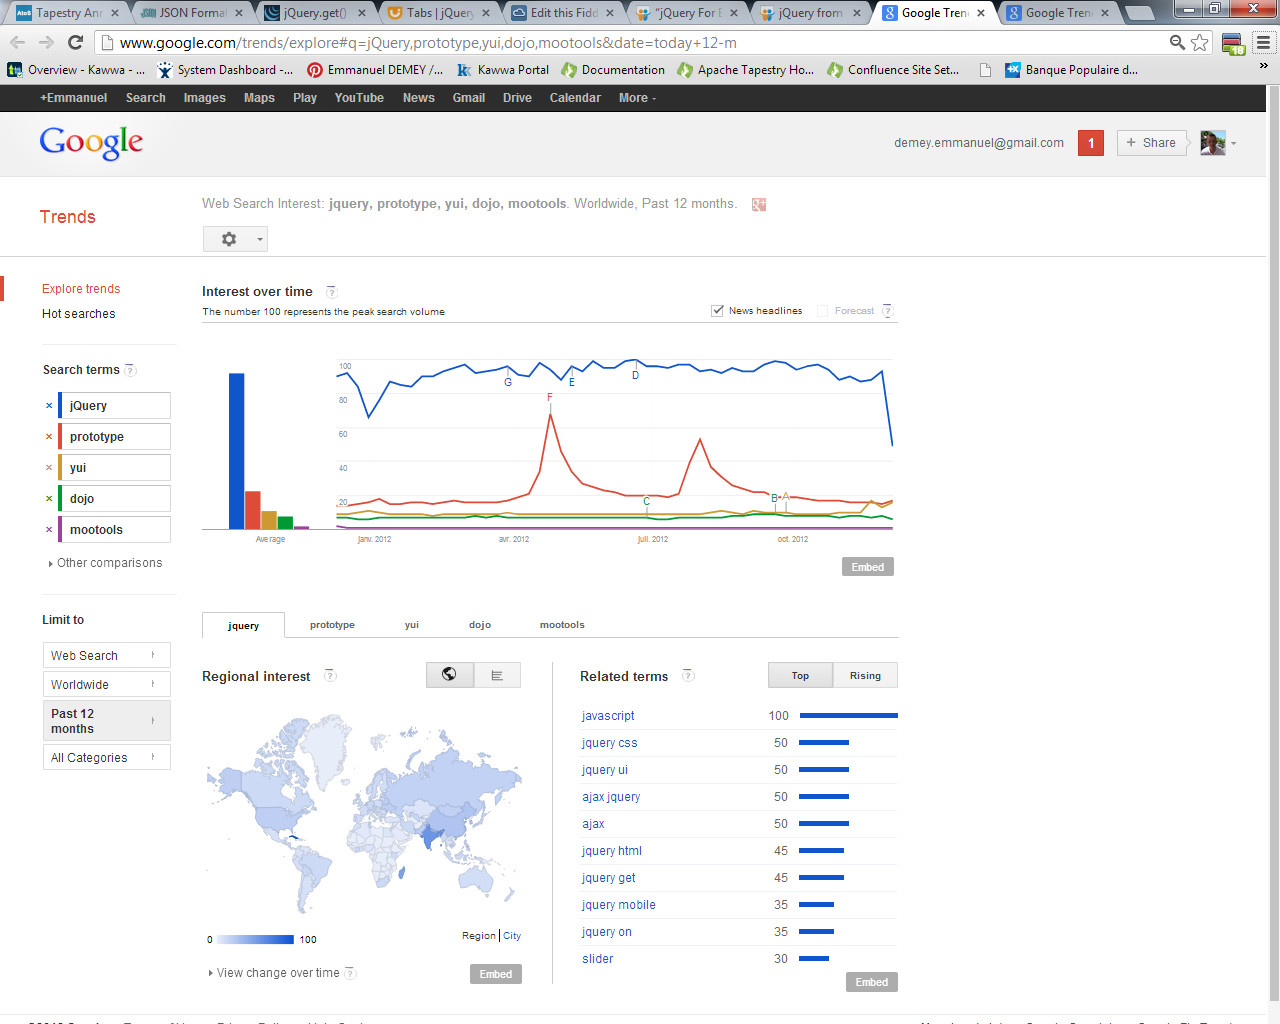 Tapestry Ann
JSON Format
jQuery.get()
Tabs | jQuery
Edit this Fidd
"jQuery For B
jQuery from
Google Tren
Google Tren
www.google.com/trends/explore#q=jQuery,prototype,yui,dojo,mootools&date=today+12-m
18
Overview - Kawwa - ...
System Dashboard -...
Emmanuel DEMEY /...
Kawwa Portal
Documentation
Apache Tapestry Ho...
Confluence Site Set...
Banque Populaire d...
+Emmanuel Search Images Maps Play YouTube News Gmail Drive Calendar More
Google
demey.emmanuel@gmail.com
1
+ Share
Trends
Web Search Interest: jquery, prototype, yui, dojo, mootools. Worldwide, Past 12 months.
Explore trends
Hot searches
Search terms ?
jQuery
prototype
yui
dojo
mootools
Other comparisons
Limit to
Web Search
Worldwide
Past 12 months
All Categories
Interest over time ?
The number 100 represents the peak search volume
News headlines
Forecast ?
100
80
60
40
20
G
E
D
F
C
B
A
Average
janv. 2012
avr. 2012
juil. 2012
oct. 2012
Embed
jquery prototype yui dojo mootools
Regional interest ?
0 100
Region | City
View change over time ?
Embed
Related terms ?
Top Rising
javascript 100
jquery css 50
jquery ui 50
ajax jquery 50
ajax 50
jquery html 45
jquery get 45
jquery mobile 35
jquery on 35
slider 30
Embed